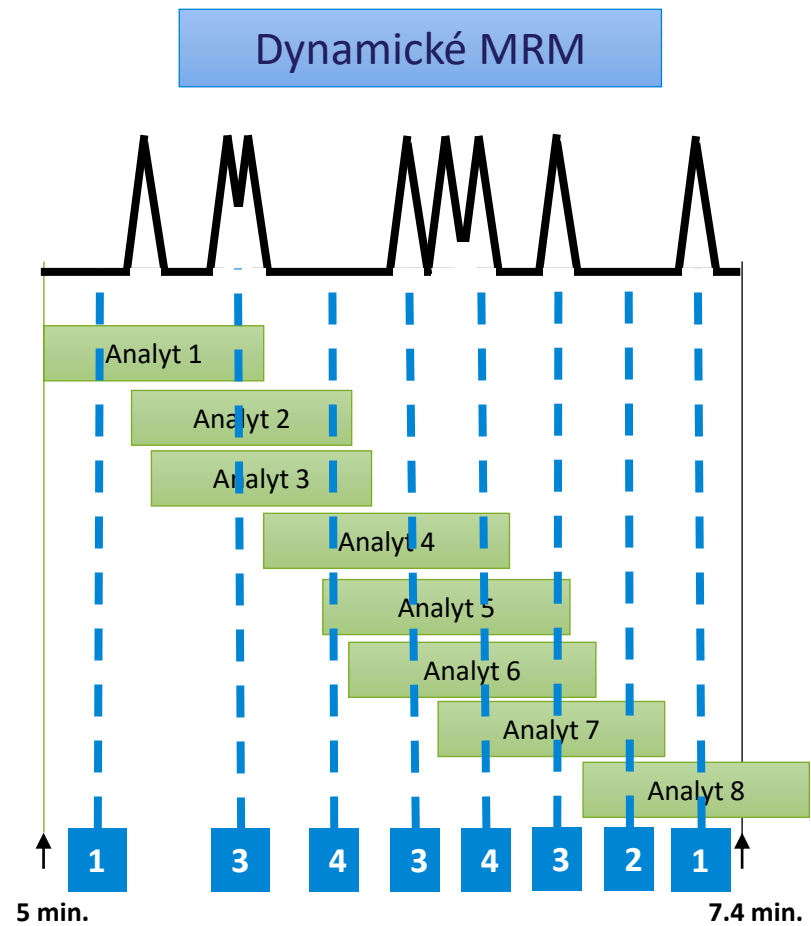 Dynamické MRM
Analyt 1
Analyt 2
Analyt 3
Analyt 4
Analyt 5
Analyt 6
Analyt 7
Analyt 8
1 3 4 3 4 3 2 1
5 min. 7.4 min.